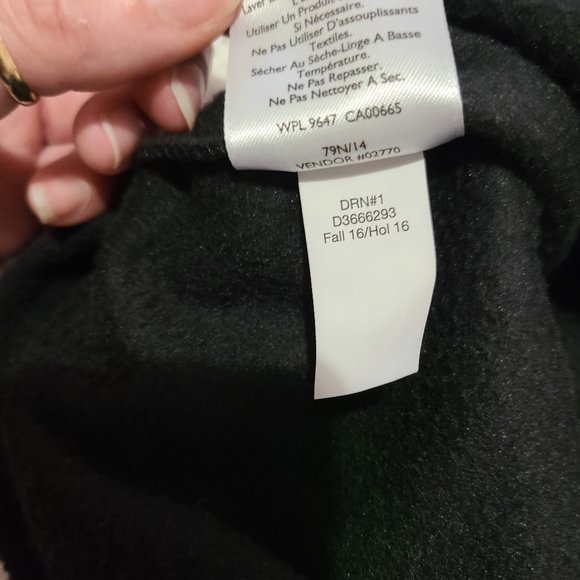 Laver
Utiliser Un Produit
Si Nécessaire.
Ne Pas Utiliser D'assouplissants
Textiles.
Sécher Au Sèche-Linge A Basse
Température.
Ne Pas Repasser.
Ne Pas Nettoyer A Sec.
WPL 9647 CA00665
79N/14
VENDOR #02770
DRN#1
D3666293
Fall 16/Hol 16